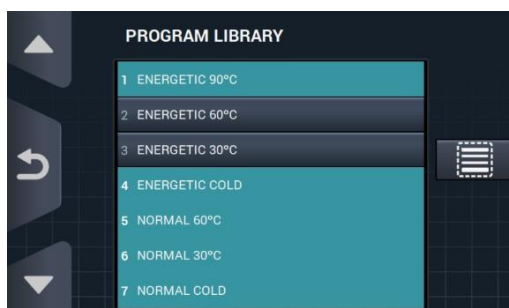 PROGRAM LIBRARY
1 ENERGETIC 90ºC
2 ENERGETIC 60ºC
3 ENERGETIC 30ºC
4 ENERGETIC COLD
5 NORMAL 60ºC
6 NORMAL 30ºC
7 NORMAL COLD